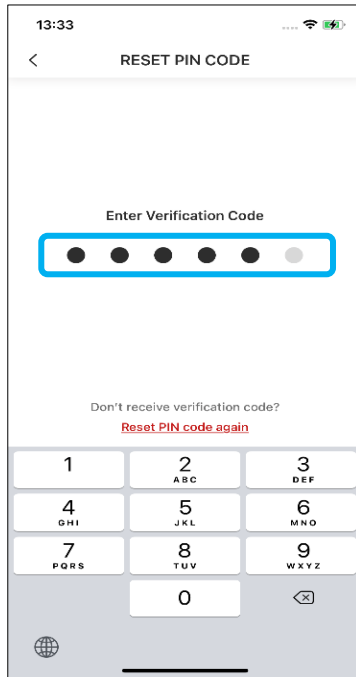 13:33
RESET PIN CODE
Enter Verification Code
Don't receive verification code?
Reset PIN code again
1 2 3
ABC DEF
4 5 6
GHI JKL MNO
7 8 9
PQRS TUV WXYZ
0